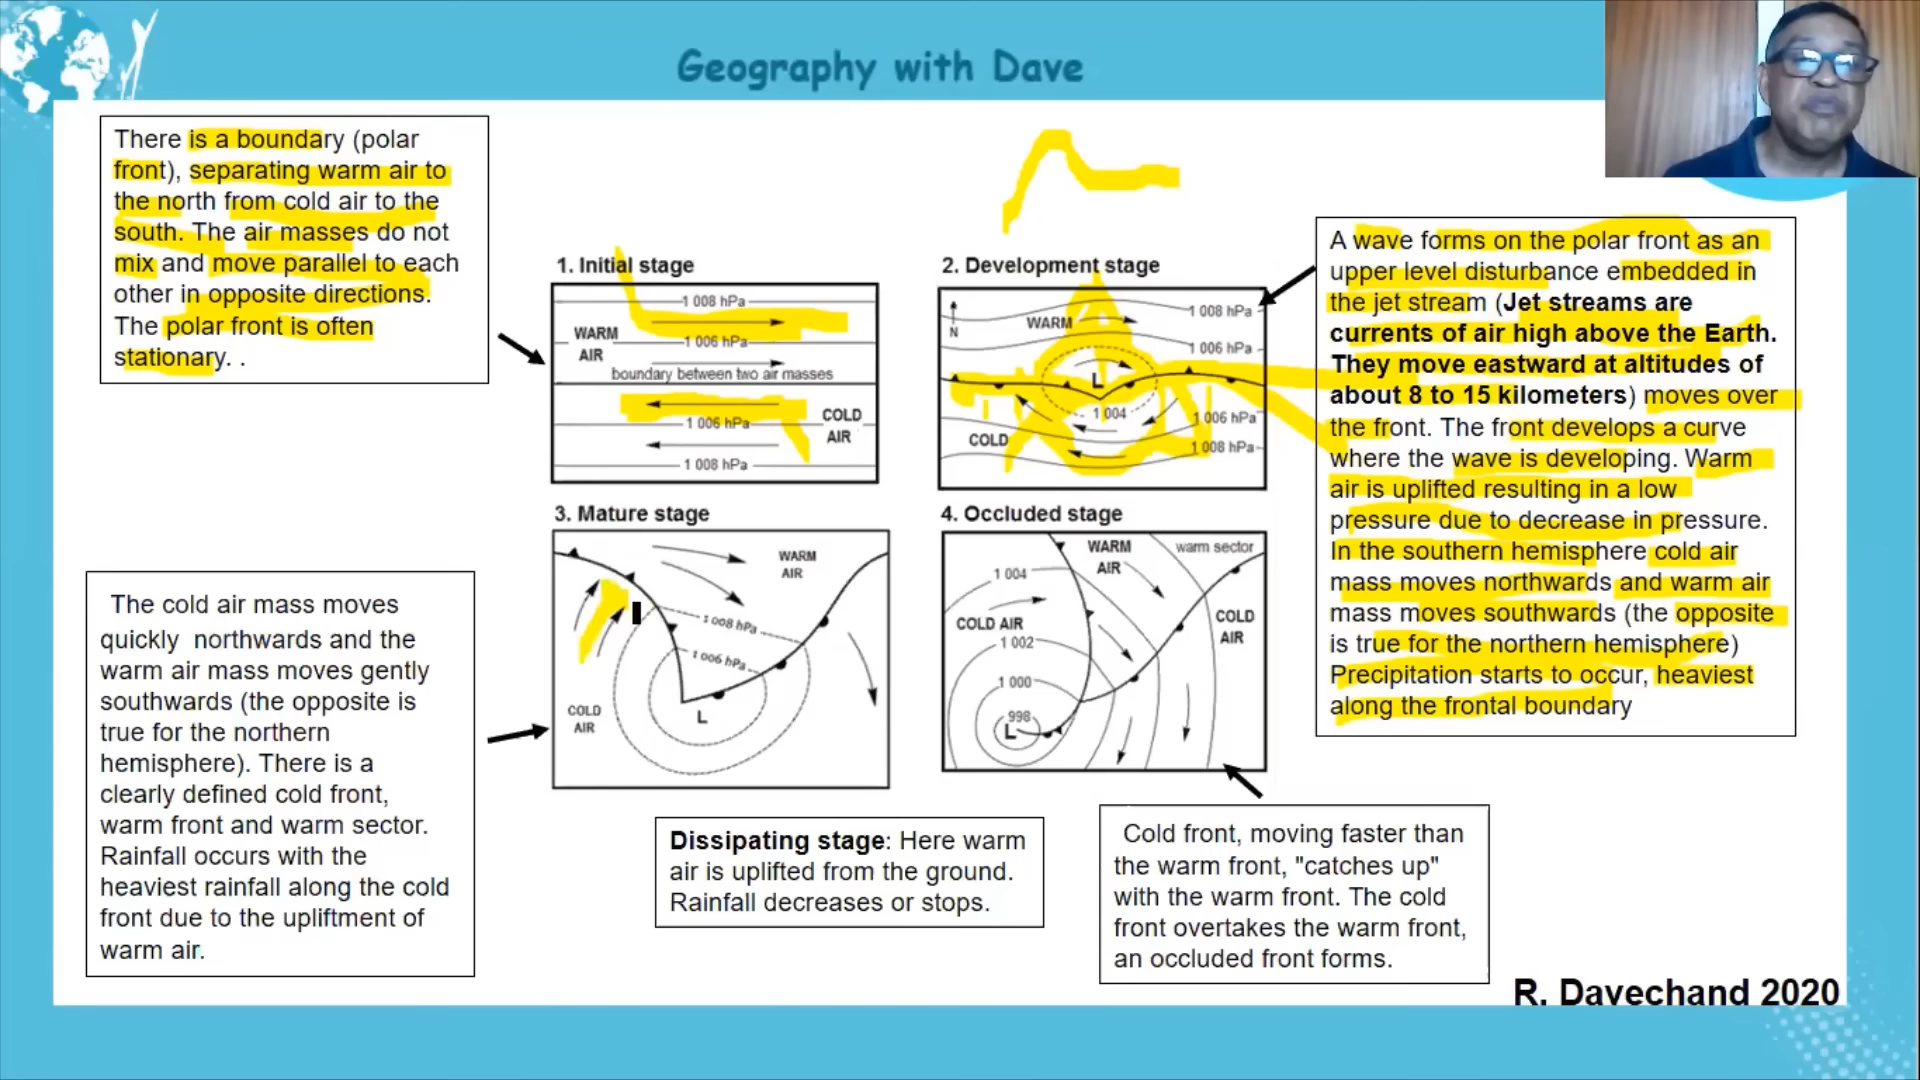 Geography with Dave
There is a boundary (polar
front), separating warm air to
the north from cold air to the
south. The air masses do not
mix and move parallel to each
other in opposite directions.
The polar front is often
stationary. .
1. Initial stage
1 008 hPa
WARM
AIR
1 006 hPa
boundary between two air masses
1 006 hPa
COLD
AIR
1 008 hPa
2. Development stage
N
WARM
1 008 hPa
1 006 hPa
L
1 004
1 006 hPa
COLD
1 008 hPa
A wave forms on the polar front as an
upper level disturbance embedded in
the jet stream (Jet streams are
currents of air high above the Earth.
They move eastward at altitudes of
about 8 to 15 kilometers) moves over
the front. The front develops a curve
where the wave is developing. Warm
air is uplifted resulting in a low
pressure due to decrease in pressure.
In the southern hemisphere cold air
mass moves northwards and warm air
mass moves southwards (the opposite
is true for the northern hemisphere)
Precipitation starts to occur, heaviest
along the frontal boundary
3. Mature stage
WARM
AIR
1 008 hPa
1 006 hPa
COLD
AIR
L
4. Occluded stage
WARM
AIR
warm sector
1 004
COLD AIR
COLD
AIR
1 002
1 000
998
L
The cold air mass moves
quickly northwards and the
warm air mass moves gently
southwards (the opposite is
true for the northern
hemisphere). There is a
clearly defined cold front,
warm front and warm sector.
Rainfall occurs with the
heaviest rainfall along the cold
front due to the upliftment of
warm air.
Dissipating stage: Here warm
air is uplifted from the ground.
Rainfall decreases or stops.
Cold front, moving faster than
the warm front, "catches up"
with the warm front. The cold
front overtakes the warm front,
an occluded front forms.
R. Davechand 2020